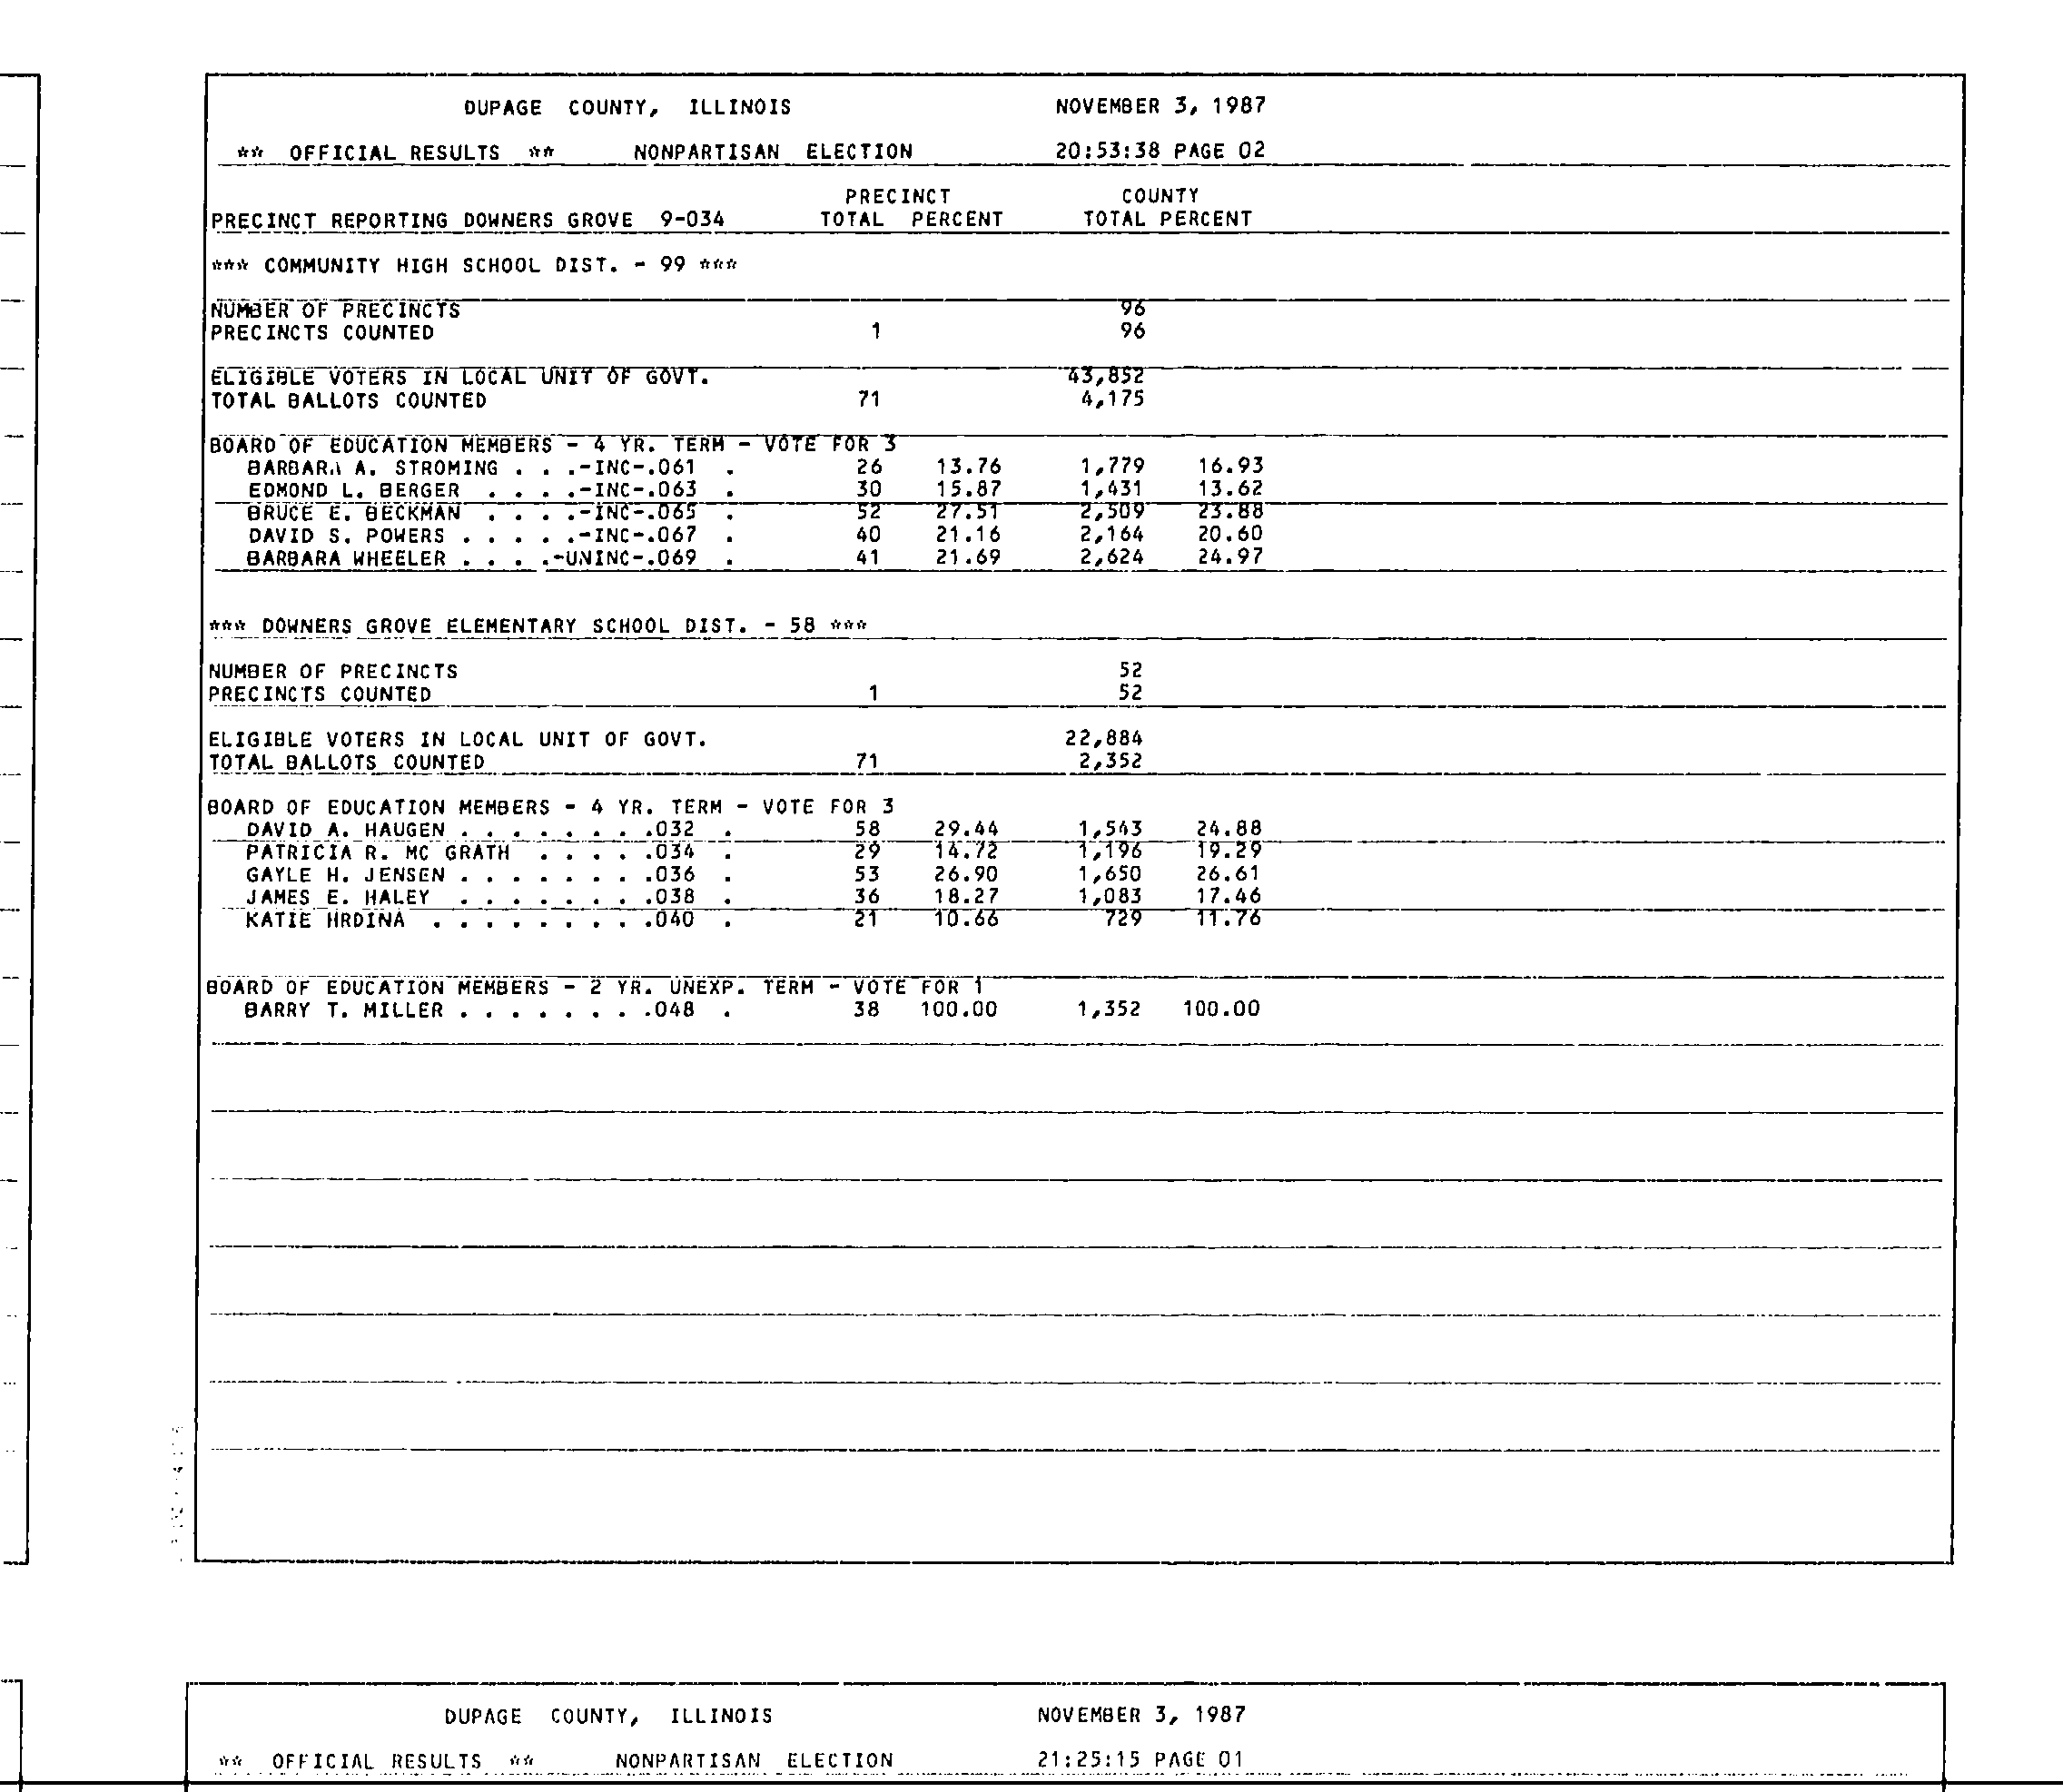 DUPAGE COUNTY, ILLINOIS NOVEMBER 3, 1987
** OFFICIAL RESULTS ** NONPARTISAN ELECTION 20:53:38 PAGE 02
PRECINCT COUNTY
PRECINCT REPORTING DOWNERS GROVE 9-034 TOTAL PERCENT TOTAL PERCENT
*** COMMUNITY HIGH SCHOOL DIST. - 99 ***
NUMBER OF PRECINCTS 96
PRECINCTS COUNTED 1 96
ELIGIBLE VOTERS IN LOCAL UNIT OF GOVT. 43,852
TOTAL BALLOTS COUNTED 71 4,175
BOARD OF EDUCATION MEMBERS - 4 YR. TERM - VOTE FOR 3
BARBARA A. STROMING . . .-INC-.061 . 26 13.76 1,779 16.93
EDMOND L. BERGER . . . .-INC-.063 . 30 15.87 1,431 13.62
BRUCE E. BECKMAN . . . .-INC-.065 . 52 27.51 2,509 23.88
DAVID S. POWERS . . . . .-INC-.067 . 40 21.16 2,164 20.60
BARBARA WHEELER . . . .-UNINC-.069 . 41 21.69 2,624 24.97
*** DOWNERS GROVE ELEMENTARY SCHOOL DIST. - 58 ***
NUMBER OF PRECINCTS 52
PRECINCTS COUNTED 1 52
ELIGIBLE VOTERS IN LOCAL UNIT OF GOVT. 22,884
TOTAL BALLOTS COUNTED 71 2,352
BOARD OF EDUCATION MEMBERS - 4 YR. TERM - VOTE FOR 3
DAVID A. HAUGEN . . . . . . . .032 . 58 29.44 1,543 24.88
PATRICIA R. MC GRATH . . . . .034 . 29 14.72 1,196 19.29
GAYLE H. JENSEN . . . . . . . .036 . 53 26.90 1,650 26.61
JAMES E. HALEY . . . . . . . .038 . 36 18.27 1,083 17.46
KATIE HRDINA . . . . . . . . .040 . 21 10.66 729 11.76
BOARD OF EDUCATION MEMBERS - 2 YR. UNEXP. TERM - VOTE FOR 1
BARRY T. MILLER . . . . . . . .048 . 38 100.00 1,352 100.00
DUPAGE COUNTY, ILLINOIS NOVEMBER 3, 1987
** OFFICIAL RESULTS ** NONPARTISAN ELECTION 21:25:15 PAGE 01